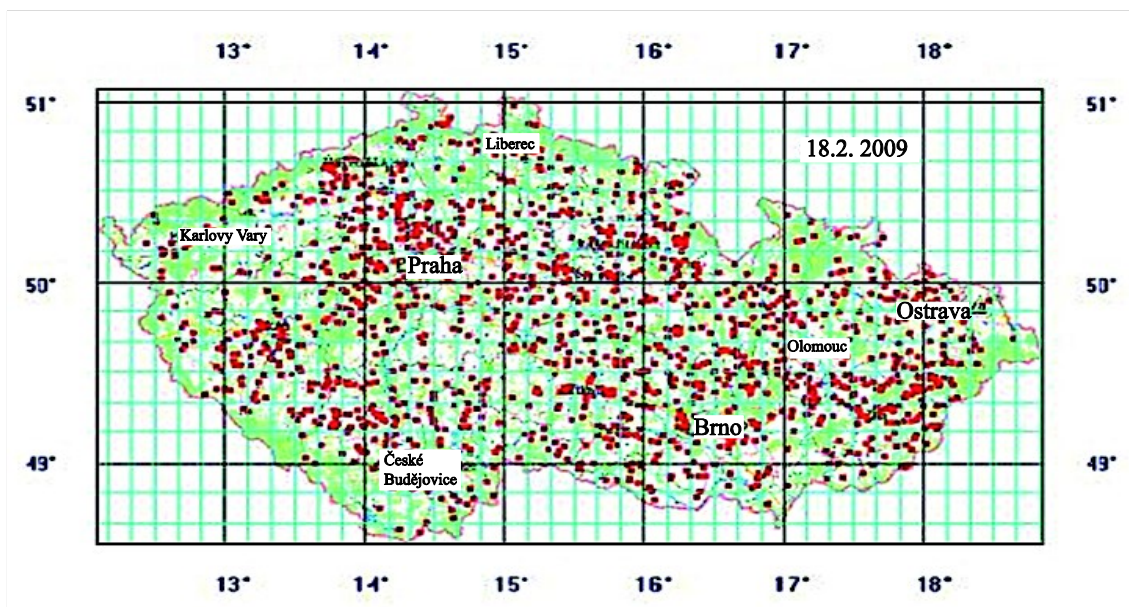 13° 14° 15° 16° 17° 18°
51° 51°
Liberec
18.2. 2009
Karlovy Vary
Praha
50° 50°
Ostrava
Olomouc
Brno
49° 49°
České
Budějovice
13° 14° 15° 16° 17° 18°